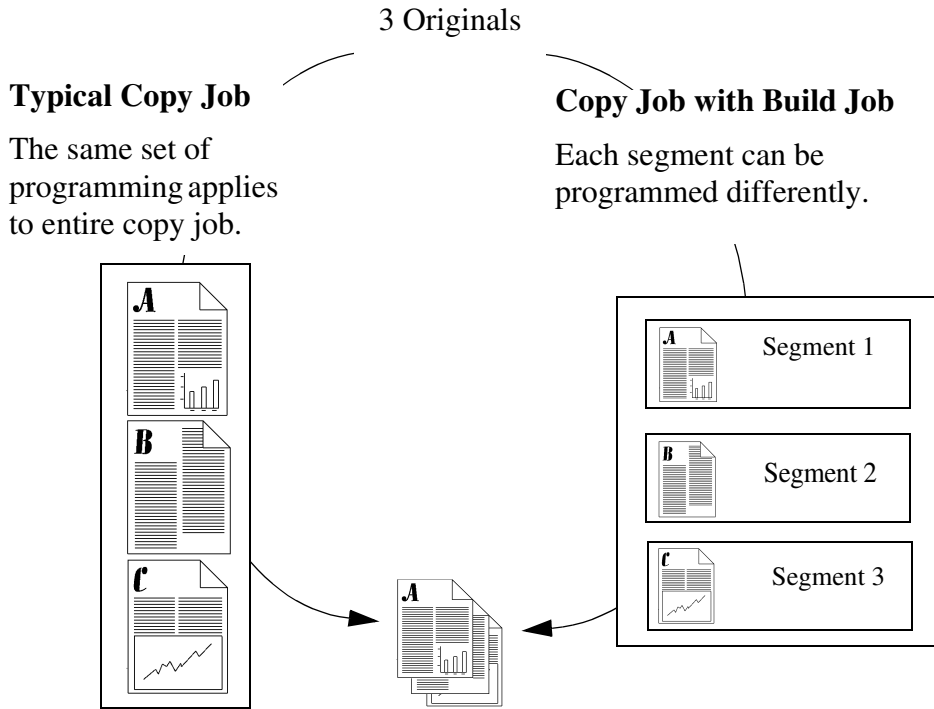 3 Originals
Typical Copy Job
The same set of
programming applies
to entire copy job.
A
B
C
Copy Job with Build Job
Each segment can be
programmed differently.
A
Segment 1
B
Segment 2
C
Segment 3
A